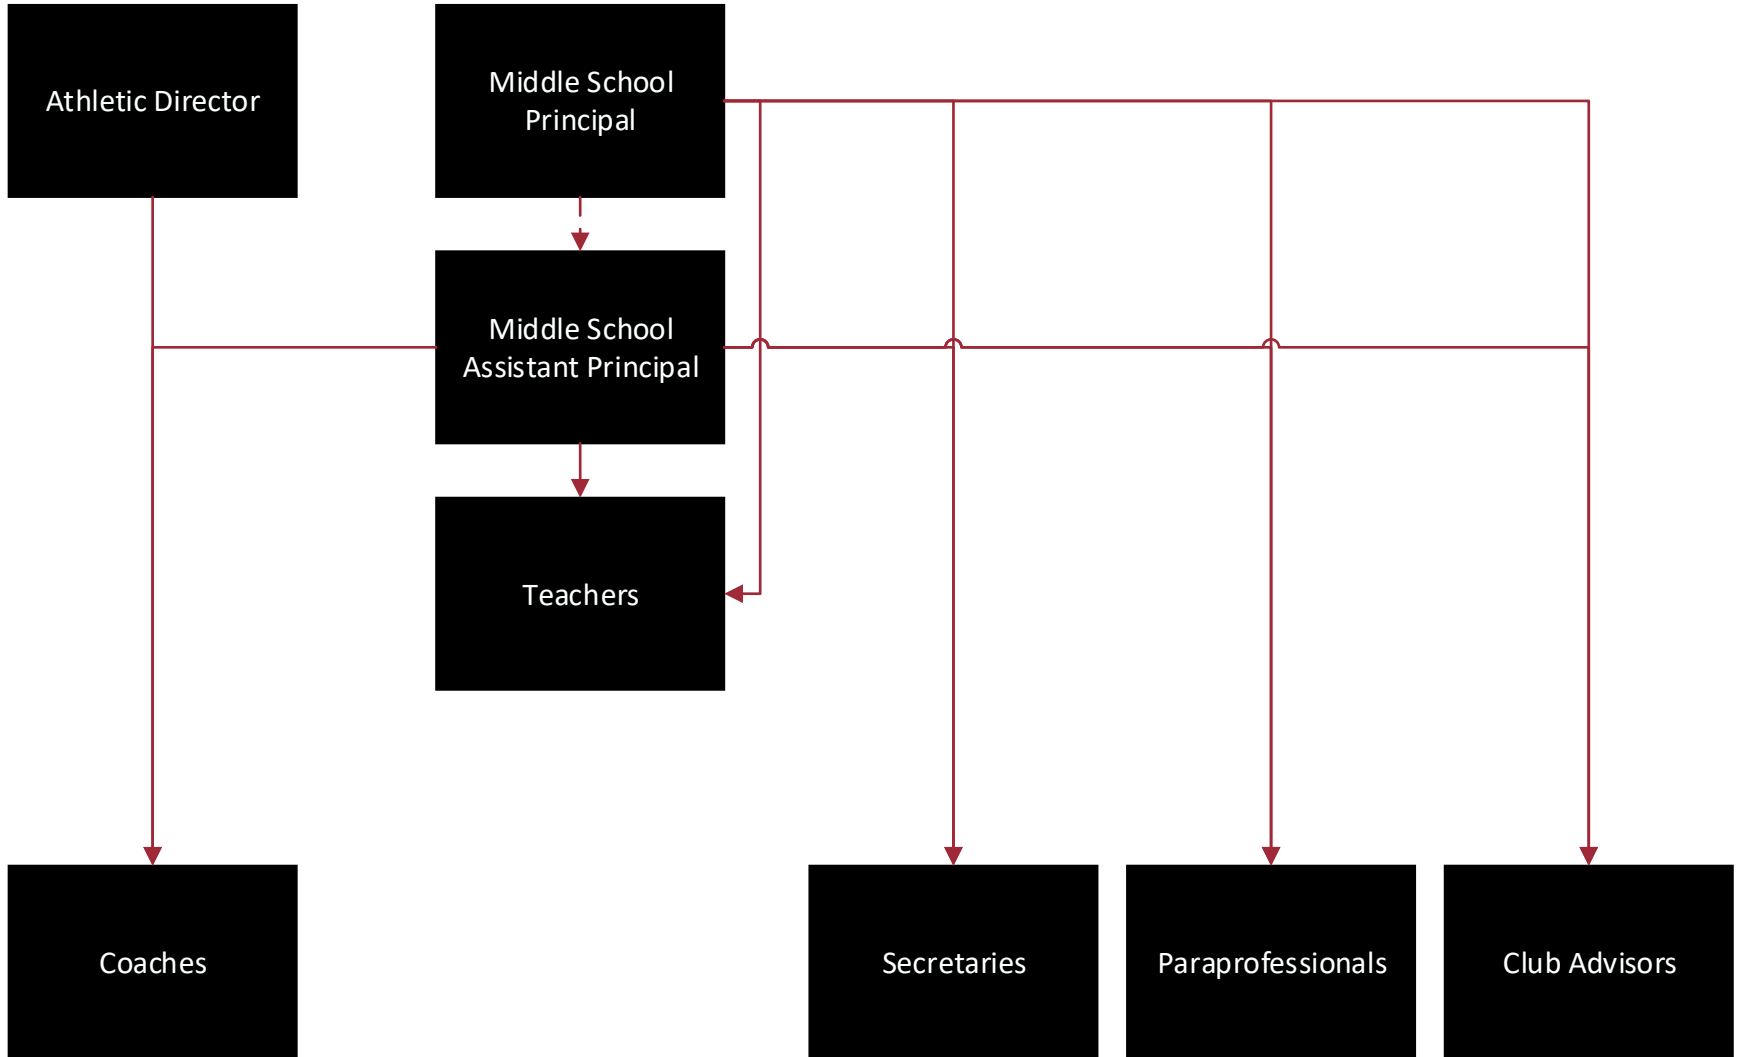 Athletic Director
Middle School
Principal
Middle School
Assistant Principal
Teachers
Coaches
Secretaries
Paraprofessionals
Club Advisors